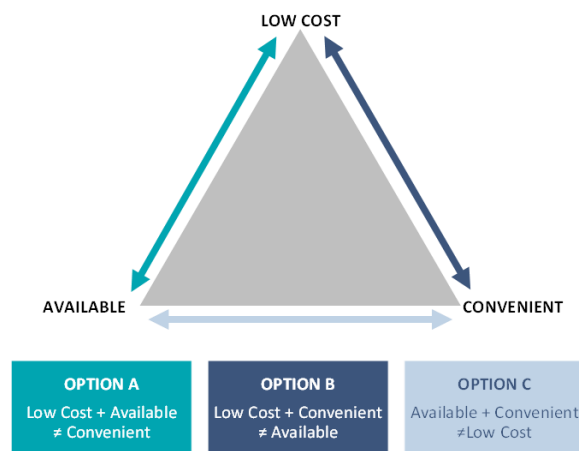 LOW COST
AVAILABLE
CONVENIENT
OPTION A
Low Cost + Available
≠ Convenient
OPTION B
Low Cost + Convenient
≠ Available
OPTION C
Available + Convenient
≠Low Cost